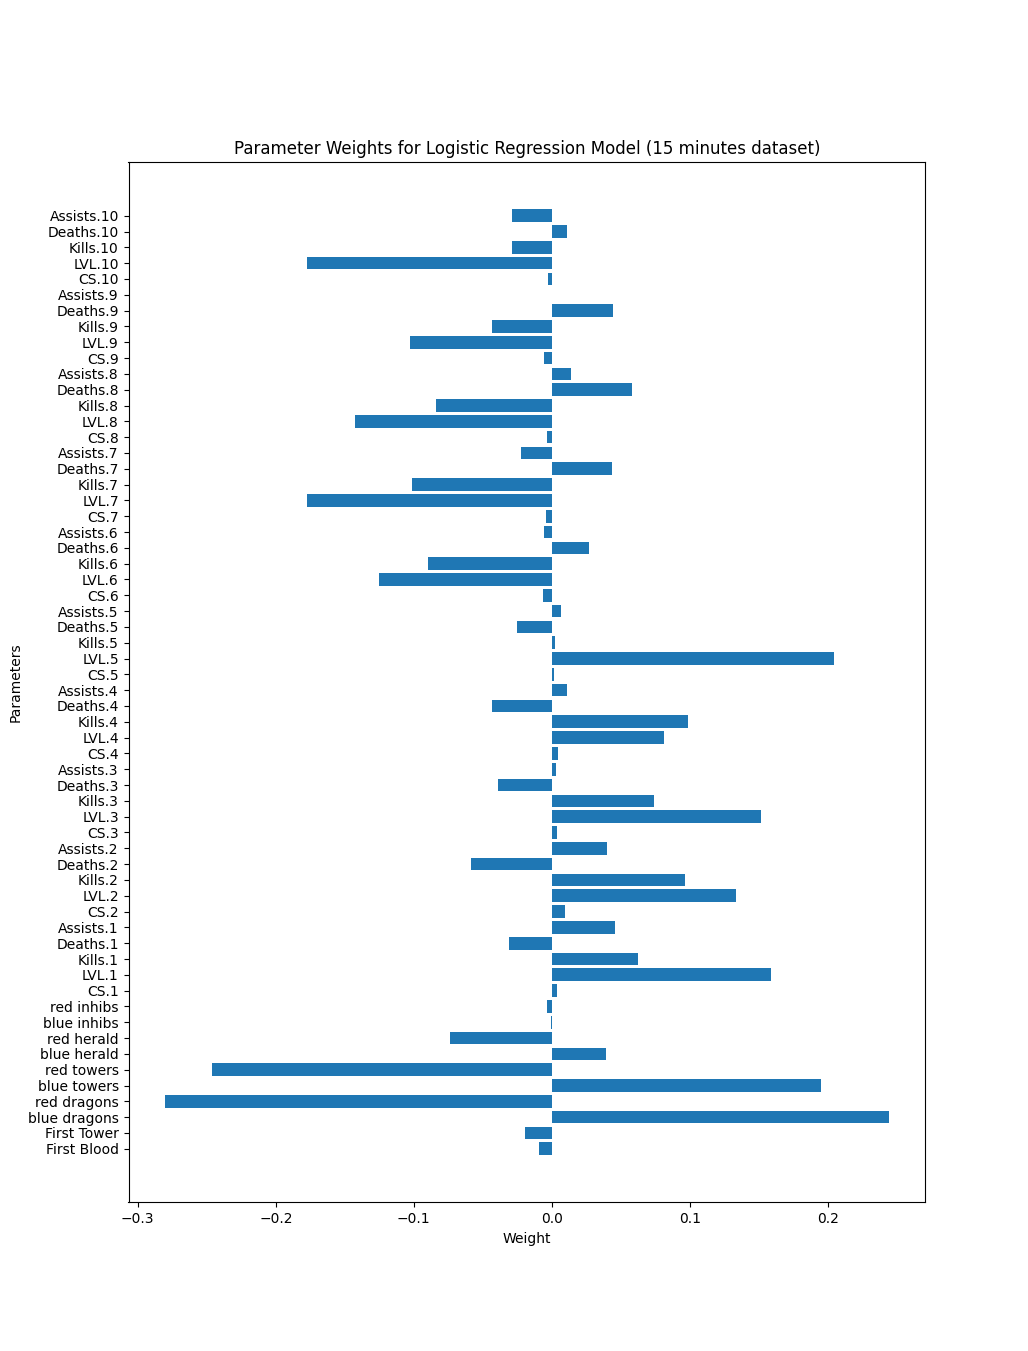 Parameter Weights for Logistic Regression Model (15 minutes dataset)
Assists.10
Deaths.10
Kills.10
LVL.10
CS.10
Assists.9
Deaths.9
Kills.9
LVL.9
CS.9
Assists.8
Deaths.8
Kills.8
LVL.8
CS.8
Assists.7
Deaths.7
Kills.7
LVL.7
CS.7
Assists.6
Deaths.6
Kills.6
LVL.6
CS.6
Assists.5
Deaths.5
Kills.5
LVL.5
CS.5
Assists.4
Deaths.4
Kills.4
LVL.4
CS.4
Assists.3
Deaths.3
Kills.3
LVL.3
CS.3
Assists.2
Deaths.2
Kills.2
LVL.2
CS.2
Assists.1
Deaths.1
Kills.1
LVL.1
CS.1
red inhibs
blue inhibs
red herald
blue herald
red towers
blue towers
red dragons
blue dragons
First Tower
First Blood
Parameters
−0.3 −0.2 −0.1 0.0 0.1 0.2
Weight